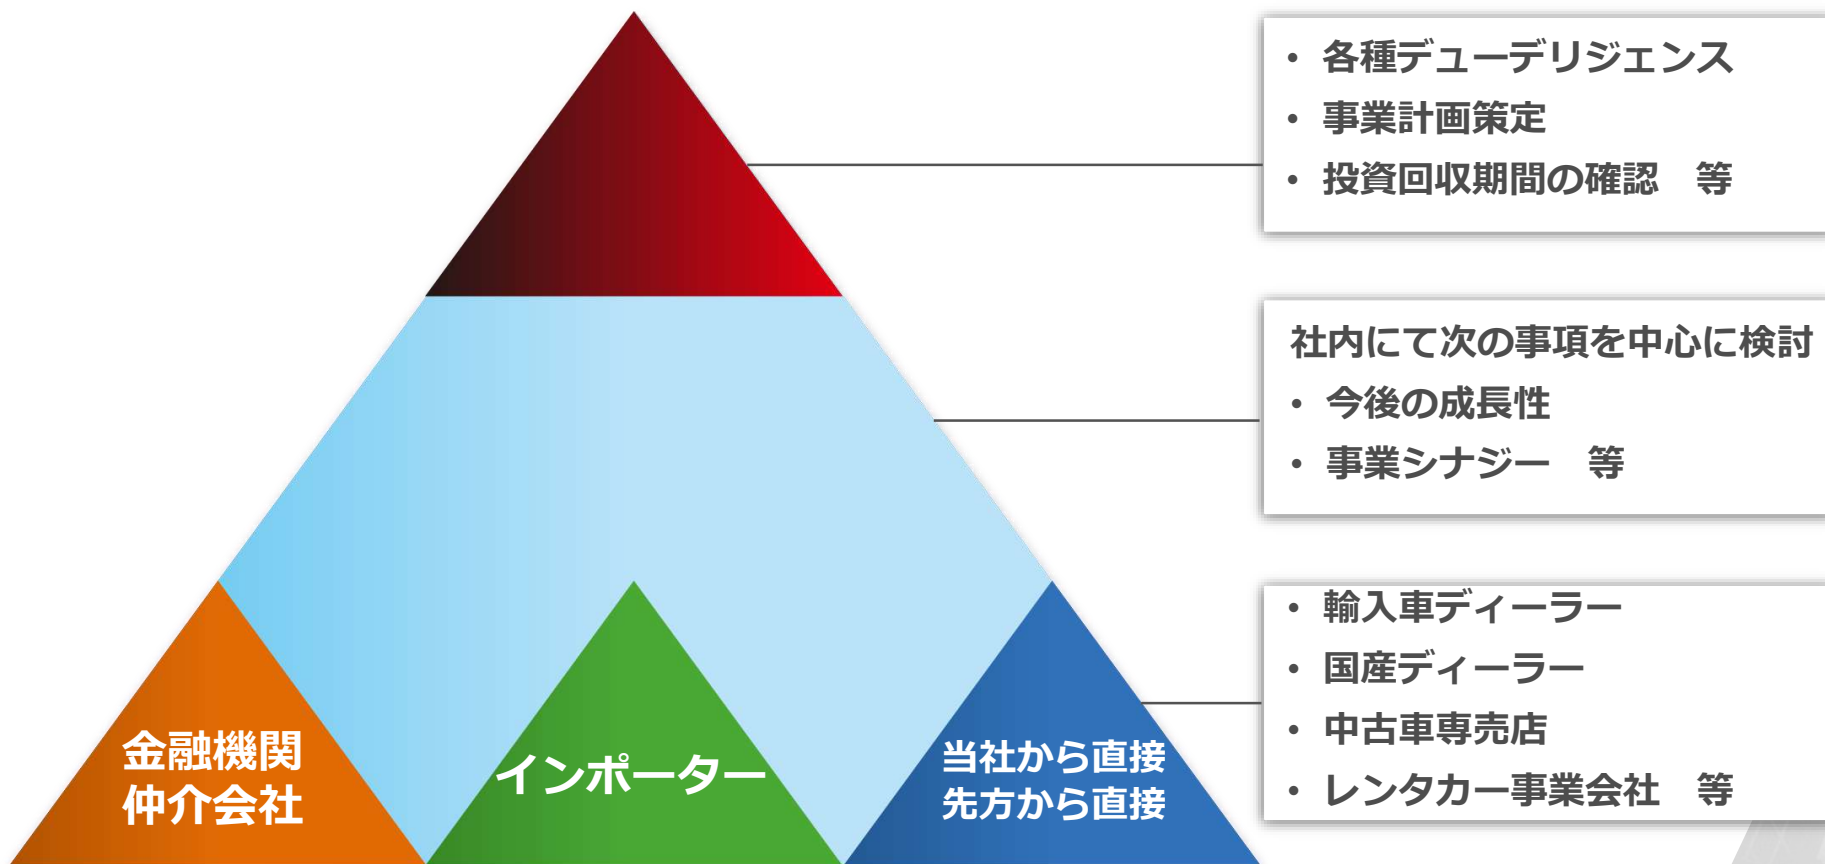 • 各種デューデリジェンス
• 事業計画策定
• 投資回収期間の確認　等
社内にて次の事項を中心に検討
• 今後の成長性
• 事業シナジー　等
• 輸入車ディーラー
• 国産ディーラー
• 中古車専売店
• レンタカー事業会社　等
金融機関
仲介会社
インポーター
当社から直接
先方から直接